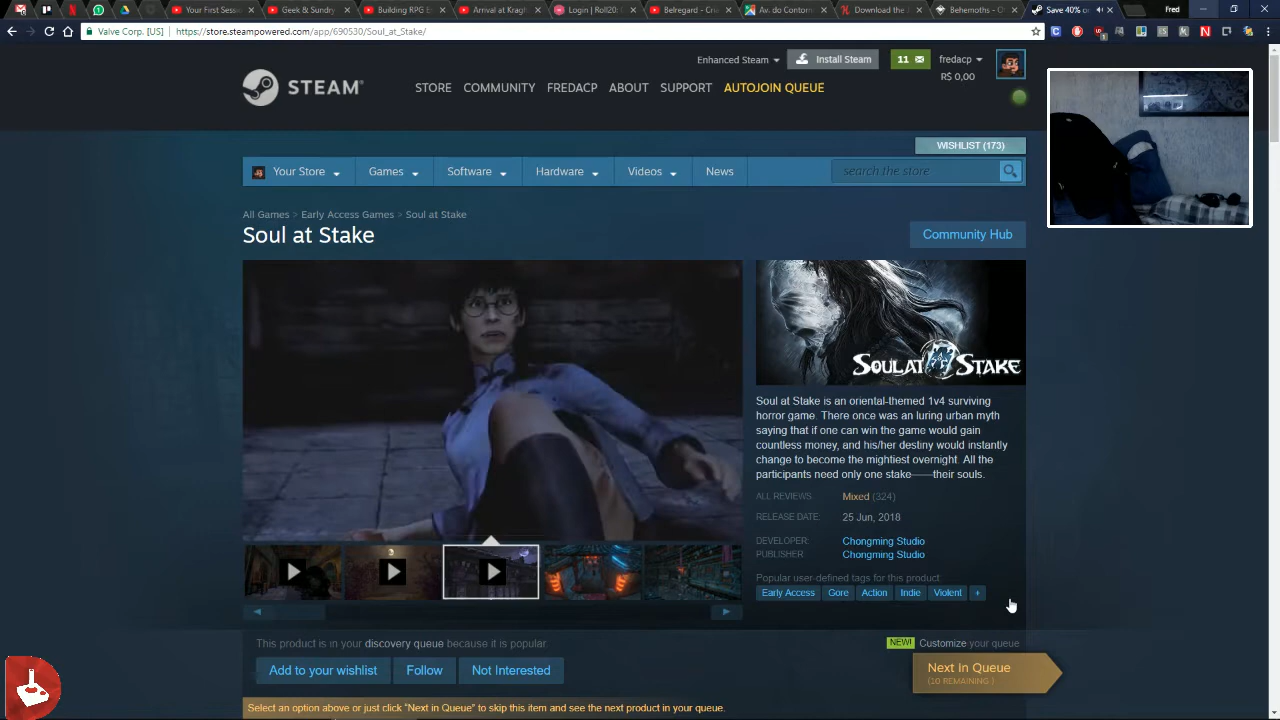 Your First Sessi
Geek & Sundry
Building RPG E
Arrival at Kragh
Login | Roll20:
Belregard - Cre
Av. do Contorn
Download the J
Behemoths - Cl
Save 40% o
Fred
Valve Corp. [US] | https://store.steampowered.com/app/690530/Soul_at_Stake/
Enhanced Steam
Install Steam
11
fredacp
R$ 0,00
STEAM
STORE COMMUNITY FREDACP ABOUT SUPPORT AUTOJOIN QUEUE
WISHLIST (173)
Your Store Games Software Hardware Videos News
search the store
All Games > Early Access Games > Soul at Stake
Soul at Stake
Community Hub
SOUL AT STAKE
Soul at Stake is an oriental-themed 1v4 surviving
horror game. There once was an luring urban myth
saying that if one can win the game would gain
countless money, and his/her destiny would instantly
change to become the mightiest overnight. All the
participants need only one stake——their souls.
ALL REVIEWS: Mixed (324)
RELEASE DATE: 25 Jun, 2018
DEVELOPER: Chongming Studio
PUBLISHER: Chongming Studio
Popular user-defined tags for this product
Early Access Gore Action Indie Violent +
This product is in your discovery queue because it is popular.
NEW! Customize your queue
Add to your wishlist Follow Not Interested
Next In Queue
(10 REMAINING )
Select an option above or just click "Next in Queue" to skip this item and see the next product in your queue.